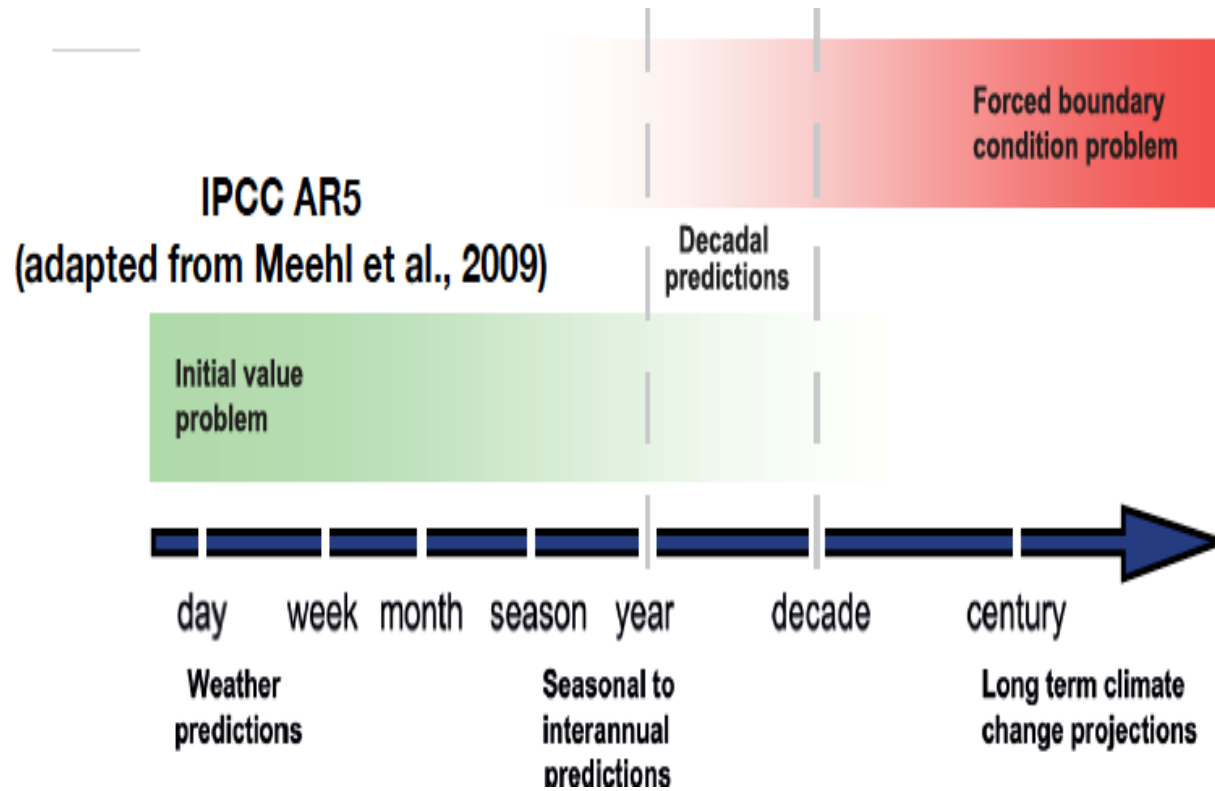 Forced boundary
condition problem
IPCC AR5
(adapted from Meehl et al., 2009)
Decadal
predictions
Initial value
problem
day week month season year decade century
Weather
predictions
Seasonal to
interannual
predictions
Long term climate
change projections